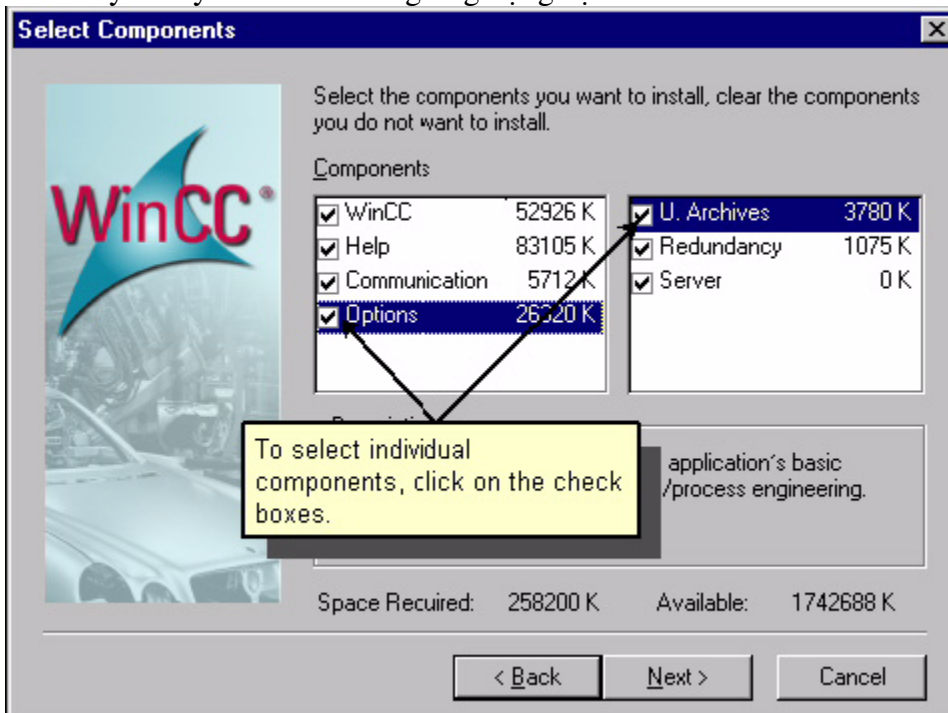 Select Components
Select the components you want to install, clear the components
you do not want to install.
Components
WinCC 52926 K
Help 83105 K
Communication 5712 K
Options 26320 K
U. Archives 3780 K
Redundancy 1075 K
Server 0 K
To select individual
components, click on the check
boxes.
application's basic
/process engineering.
Space Recuired: 258200 K Available: 1742688 K
< Back Next > Cancel
WinCC